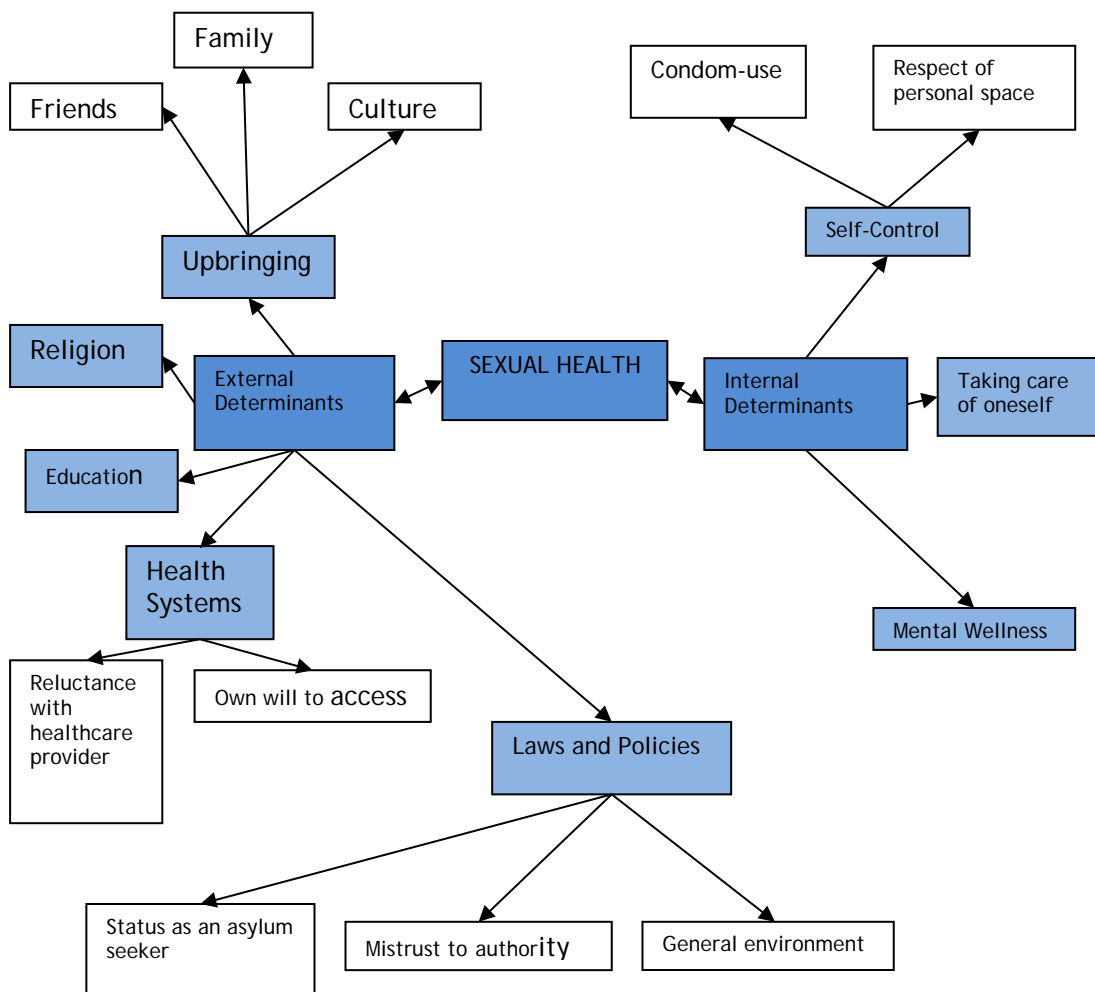 Family
Friends
Culture
Condom-use
Respect of
personal space
Self-Control
Upbringing
Religion
External
Determinants
SEXUAL HEALTH
Internal
Determinants
Taking care
of oneself
Education
Health
Systems
Mental Wellness
Reluctance
with
healthcare
provider
Own will to access
Laws and Policies
Status as an asylum
seeker
Mistrust to authority
General environment